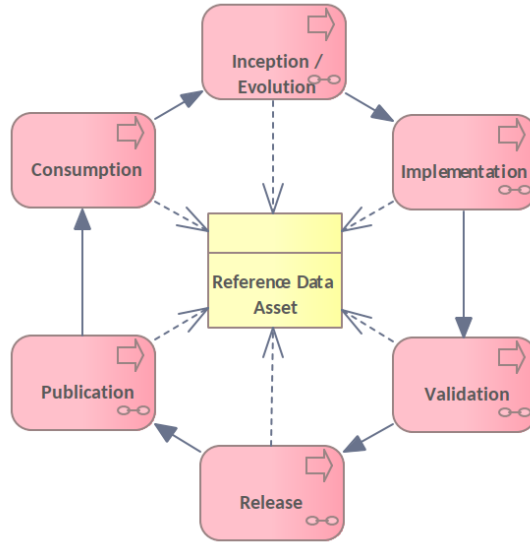 Inception /
Evolution
Consumption
Implementation
Reference Data
Asset
Publication
Validation
Release